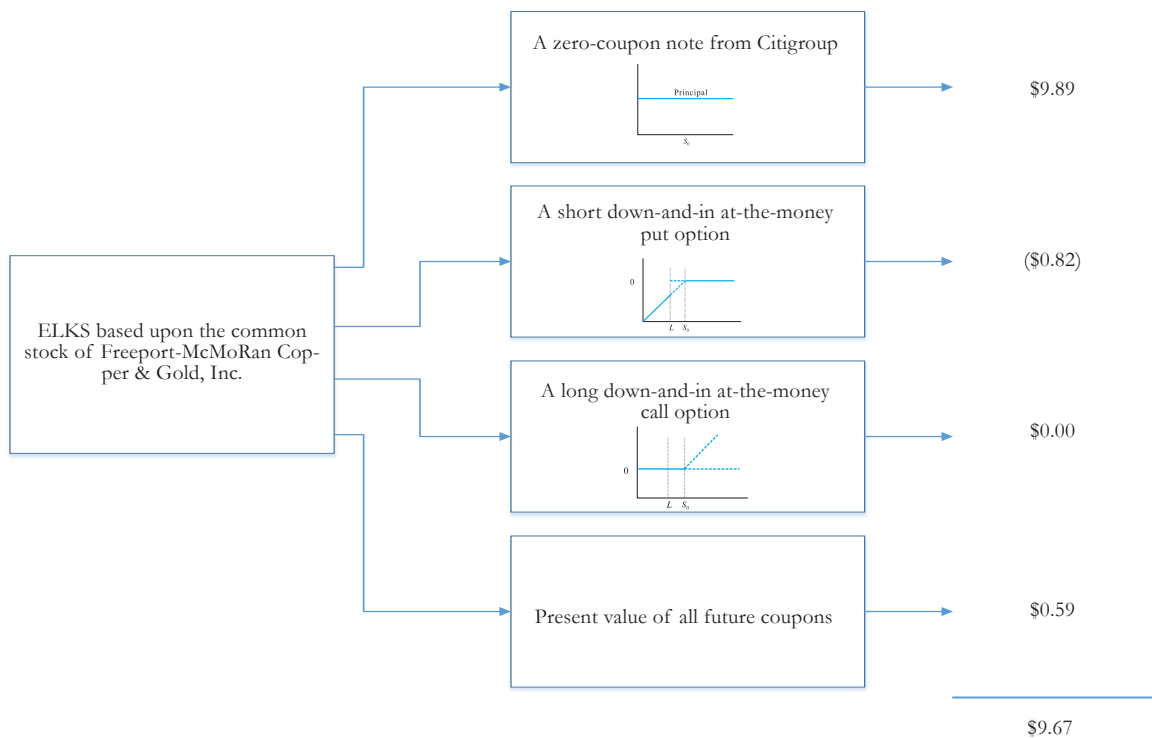 A zero-coupon note from Citigroup
Principal
S₀
$9.89
A short down-and-in at-the-money
put option
0
L S₀
($0.82)
ELKS based upon the common
stock of Freeport-McMoRan Cop-
per & Gold, Inc.
A long down-and-in at-the-money
call option
0
L S₀
$0.00
Present value of all future coupons
$0.59
$9.67